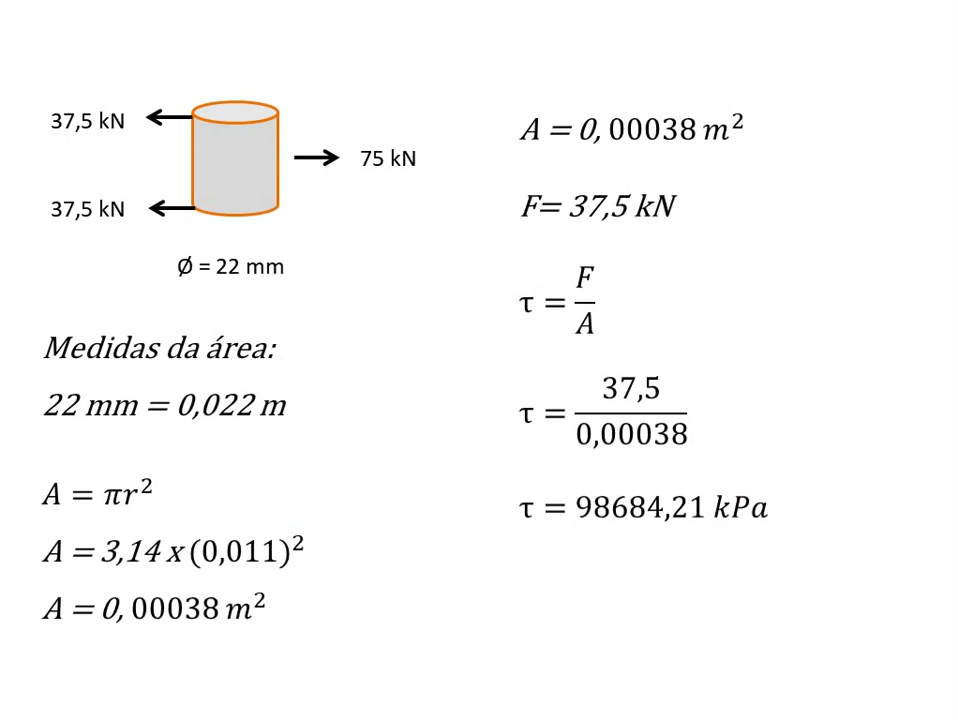 37,5 kN
75 kN
37,5 kN
Ø = 22 mm
Medidas da área:
22 mm = 0,022 m
A = πr²
A = 3,14 x (0,011)²
A = 0, 00038 m²
A = 0, 00038 m²
F= 37,5 kN
τ = F/A
τ = 37,5/0,00038
τ = 98684,21 kPa